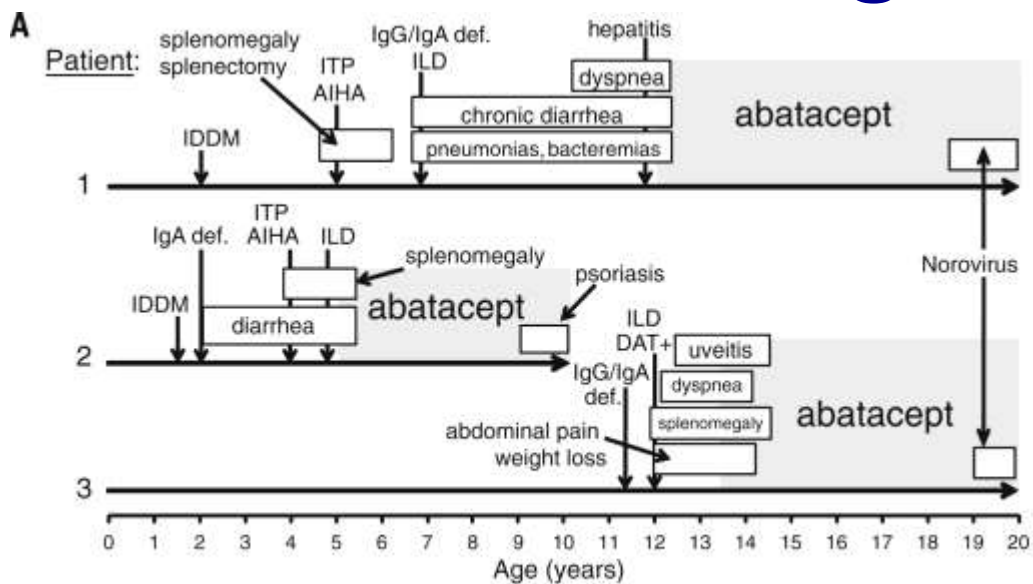 A
Patient:
splenomegaly
splenectomy
ITP
AIHA
IDDM
IgG/IgA def.
ILD
hepatitis
dyspnea
chronic diarrhea
pneumonias, bacteremias
abatacept
1
IgA def.
ITP
AIHA
ILD
splenomegaly
IDDM
diarrhea
abatacept
psoriasis
Norovirus
2
ILD
DAT+
IgG/IgA
def.
uveitis
dyspnea
splenomegaly
abdominal pain
weight loss
abatacept
3
0 1 2 3 4 5 6 7 8 9 10 11 12 13 14 15 16 17 18 19 20
Age (years)